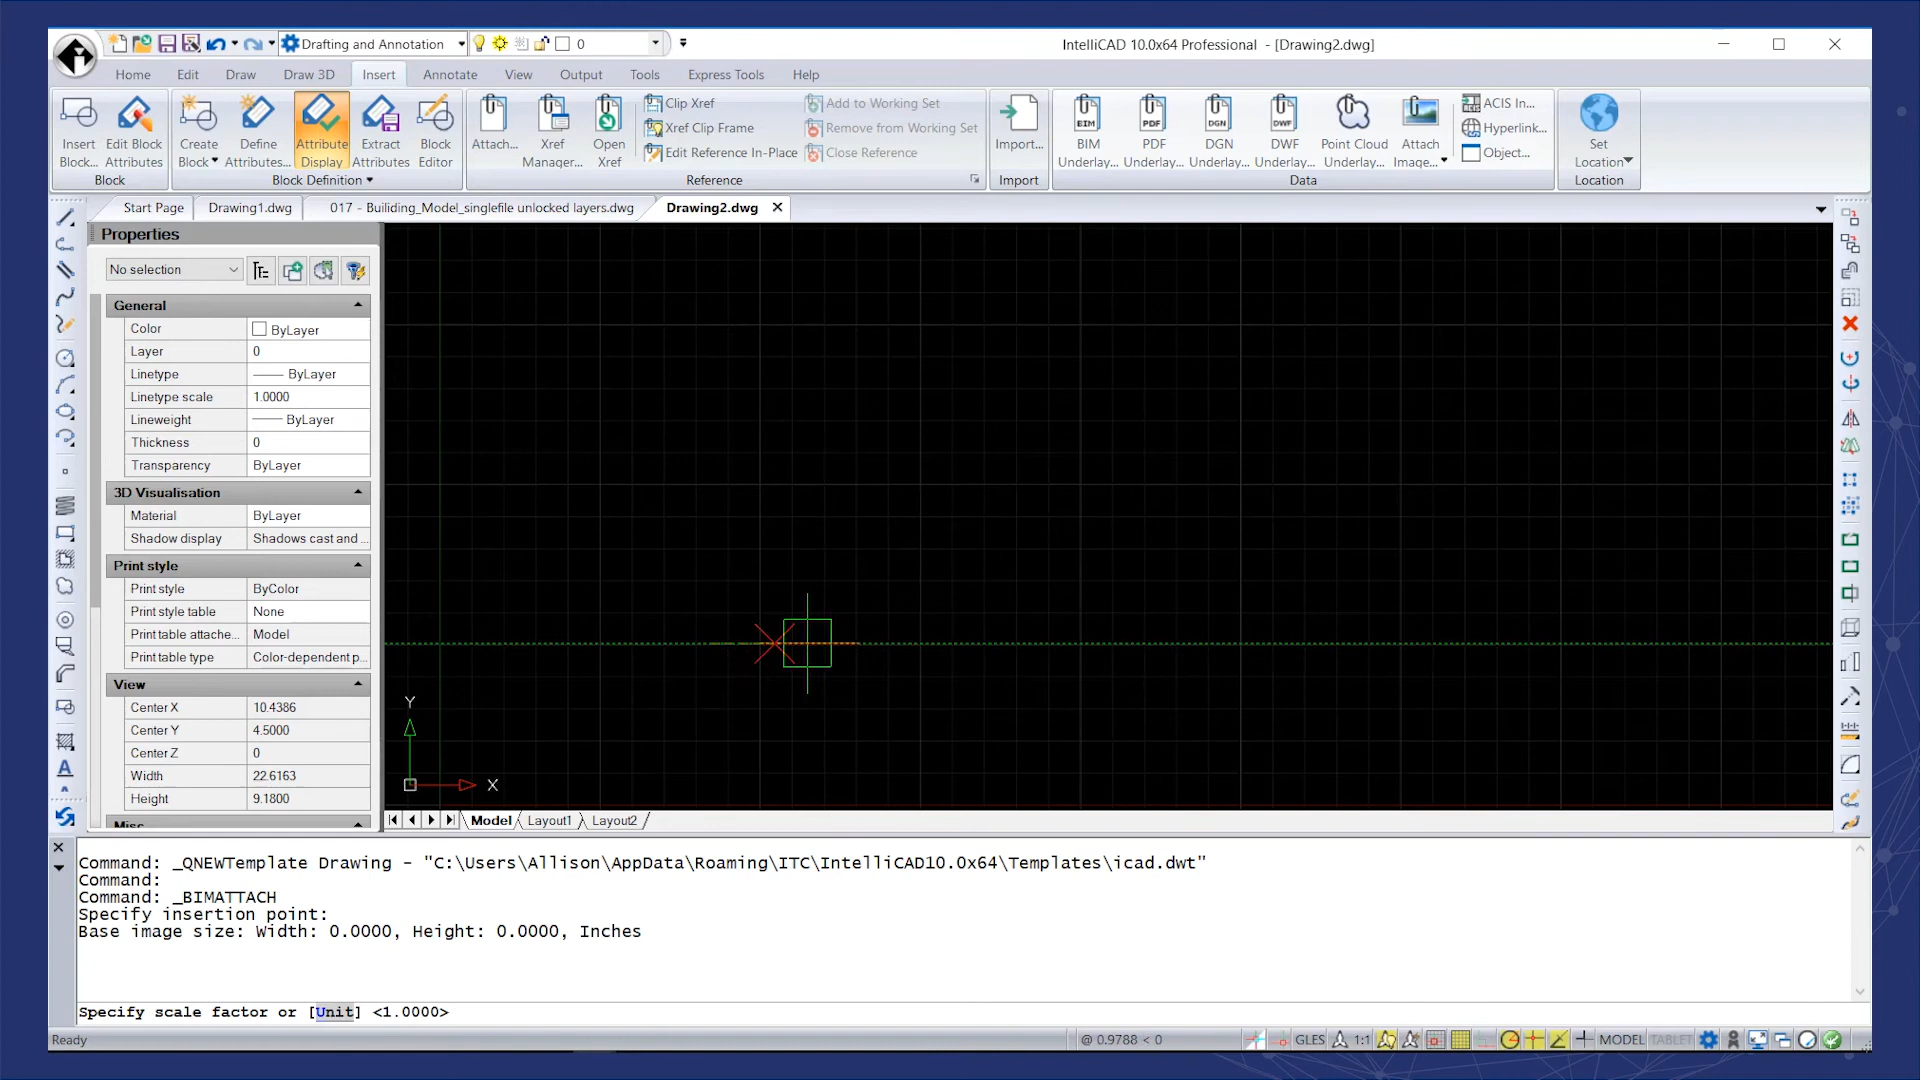 Drafting and Annotation
0
IntelliCAD 10.0x64 Professional - [Drawing2.dwg]
Home Edit Draw Draw 3D Insert Annotate View Output Tools Express Tools Help
Insert Block...
Edit Block Attributes
Create Block
Define Attributes...
Attribute Display
Extract Attributes
Block Editor
Attach...
Xref Manager...
Open Xref
Clip Xref
Xref Clip Frame
Edit Reference In-Place
Add to Working Set
Remove from Working Set
Close Reference
Import...
BIM Underlay...
PDF Underlay...
DGN Underlay...
DWF Underlay...
Point Cloud Underlay...
Attach Image...
ACIS In...
Hyperlink...
Object...
Set Location
Block
Block Definition
Reference
Import
Data
Location
Start Page
Drawing1.dwg
017 - Builiding_Model_singlefile unlocked layers.dwg
Drawing2.dwg
Properties
No selection
General
Color ByLayer
Layer 0
Linetype ByLayer
Linetype scale 1.0000
Lineweight ByLayer
Thickness 0
Transparency ByLayer
3D Visualisation
Material ByLayer
Shadow display Shadows cast and ...
Print style
Print style ByColor
Print style table None
Print table attache... Model
Print table type Color-dependent p...
View
Center X 10.4386
Center Y 4.5000
Center Z 0
Width 22.6163
Height 9.1800
Misc
Y
X
Model Layout1 Layout2
Command: _QNEWTemplate Drawing - "C:\Users\Allison\AppData\Roaming\ITC\IntelliCAD10.0x64\Templates\icad.dwt"
Command:
Command: _BIMATTACH
Specify insertion point:
Base image size: Width: 0.0000, Height: 0.0000, Inches
Specify scale factor or [Unit] <1.0000>
Ready
@ 0.9788 < 0
GLES
1:1
MODEL
TABLET